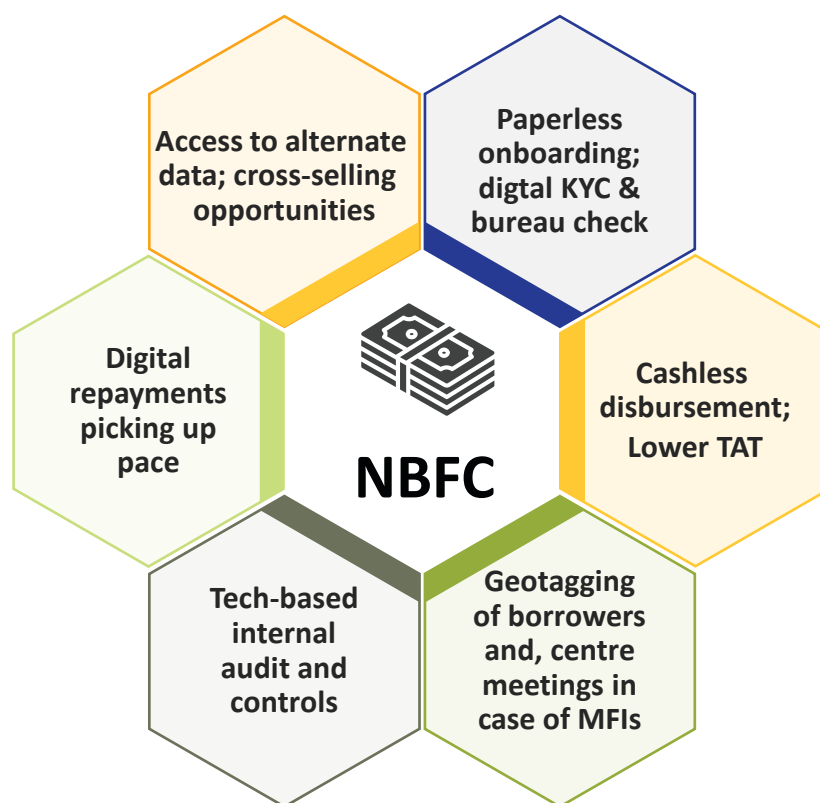 Access to alternate
data; cross-selling
opportunities
Paperless
onboarding;
digtal KYC &
bureau check
Digital
repayments
picking up
pace
NBFC
Cashless
disbursement;
Lower TAT
Tech-based
internal
audit and
controls
Geotagging
of borrowers
and, centre
meetings in
case of MFIs